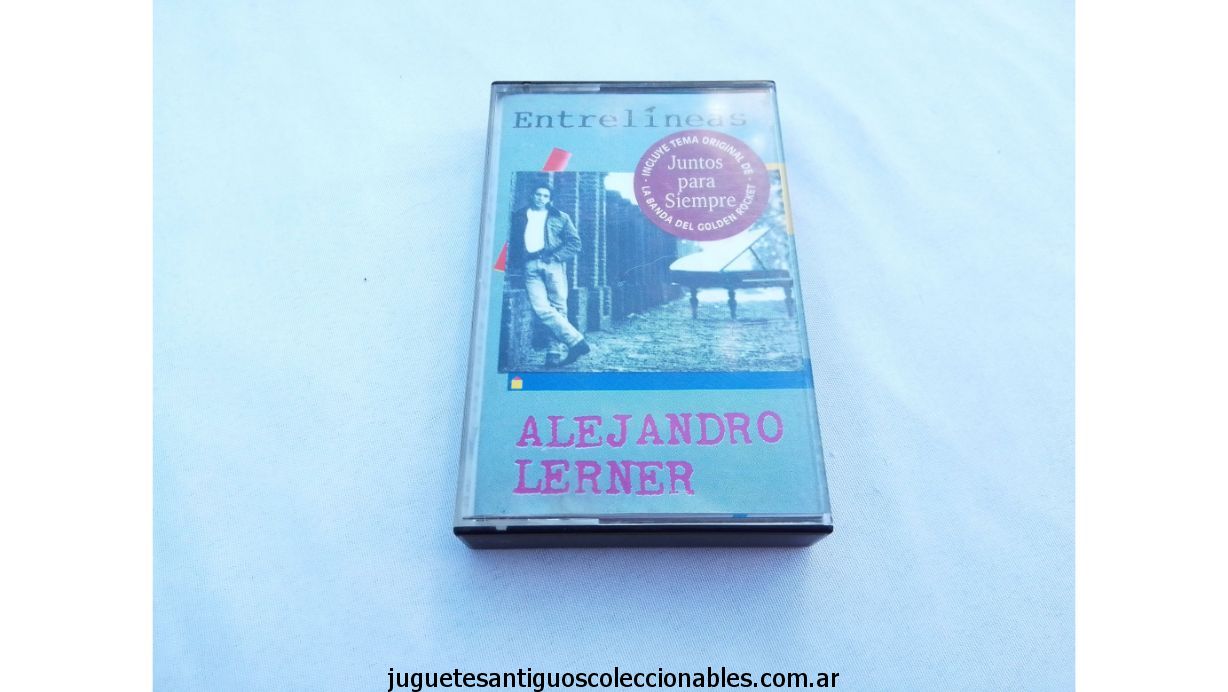 Entrelíneas
· INCLUYE TEMA ORIGINAL DE ·
Juntos
para
Siempre
LA BANDA DEL GOLDEN ROCKET
ALEJANDRO
LERNER
juguetesantiguoscoleccionables.com.ar